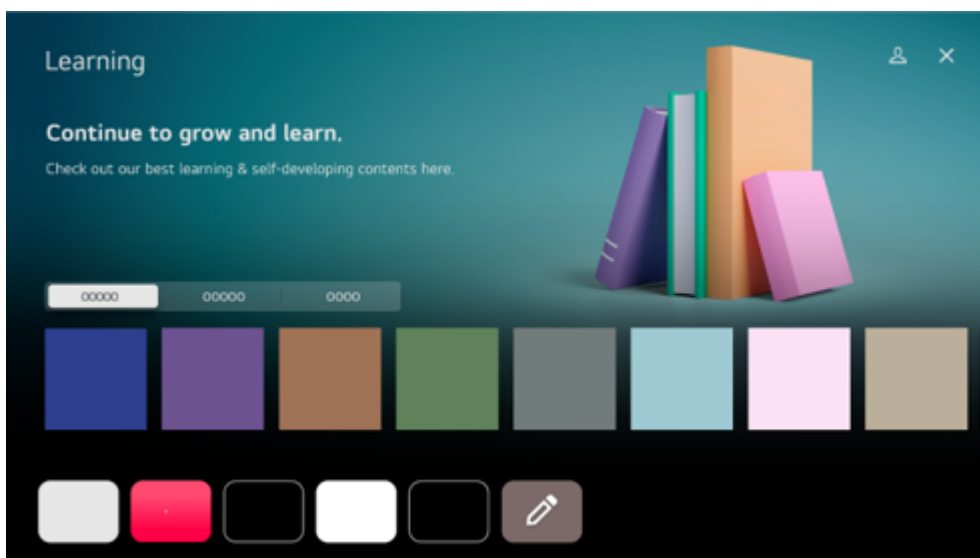 Learning
Continue to grow and learn.
Check out our best learning & self-developing contents here.
00000 00000 0000